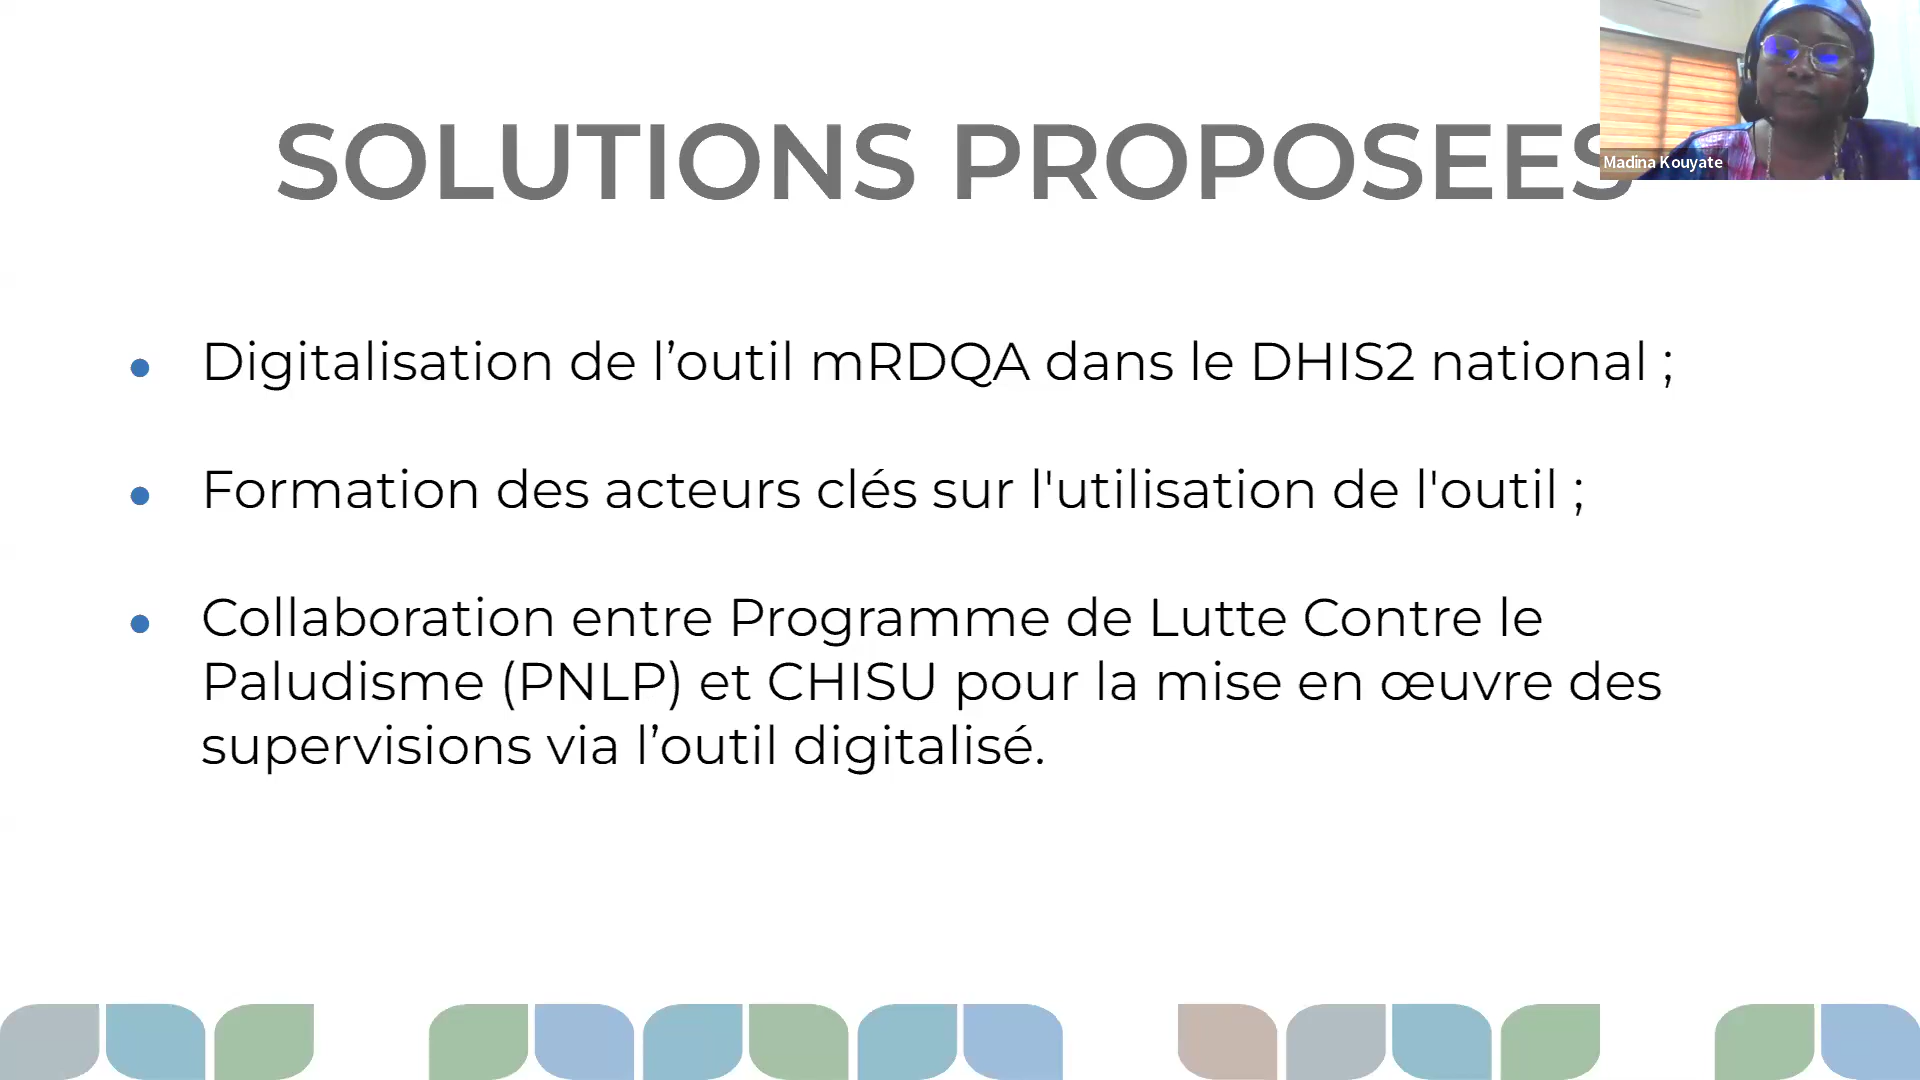 SOLUTIONS PROPOSEES
Madina Kouyate
Digitalisation de l’outil mRDQA dans le DHIS2 national ;
Formation des acteurs clés sur l'utilisation de l'outil ;
Collaboration entre Programme de Lutte Contre le
Paludisme (PNLP) et CHISU pour la mise en œuvre des
supervisions via l’outil digitalisé.